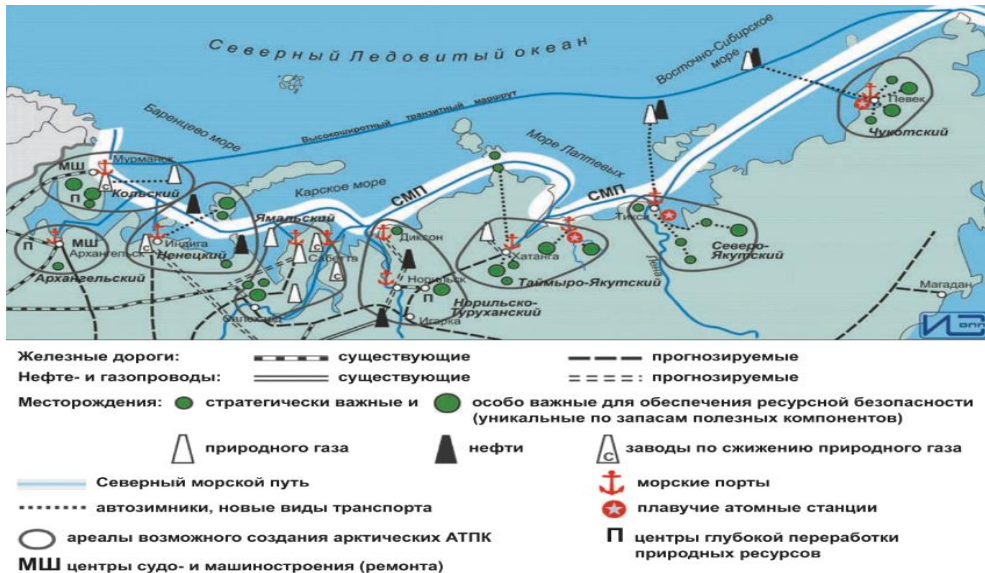 Северный Ледовитый океан
Восточно-Сибирское
море
Баренцево море
Высокоширотный транзитный маршрут
Море Лаптевых
Певек
Чукотский
МШ
Мурманск
С
П
Кольский
Карское море
СМП
СМП
Ямальский
П
МШ
Архангельск
Архангельский
С
Индига
Ненецкий
С
Сабетта
С
Диксон
Хатанга
Таймыро-Якутский
Тикси
Лена
Северо-
Якутский
Норильск
П
Норильско-
Туруханский
Игарка
Салехард
Магадан
Железные дороги: существующие прогнозируемые
Нефте- и газопроводы: существующие прогнозируемые
Месторождения: стратегически важные и особо важные для обеспечения ресурсной безопасности
(уникальные по запасам полезных компонентов)
природного газа нефти С заводы по сжижению природного газа
Северный морской путь морские порты
автозимники, новые виды транспорта плавучие атомные станции
ареалы возможного создания арктических АТПК П центры глубокой переработки
природных ресурсов
МШ центры судо- и машиностроения (ремонта)